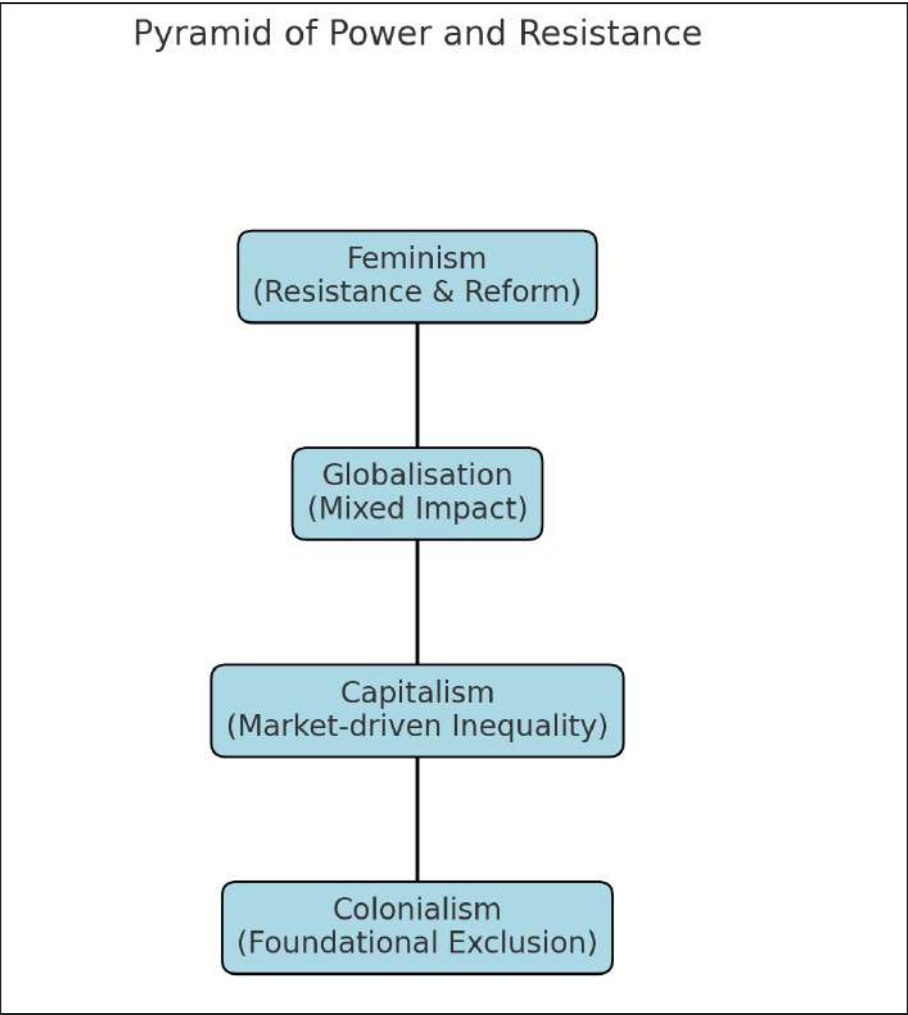 Pyramid of Power and Resistance
Feminism
(Resistance & Reform)
Globalisation
(Mixed Impact)
Capitalism
(Market-driven Inequality)
Colonialism
(Foundational Exclusion)